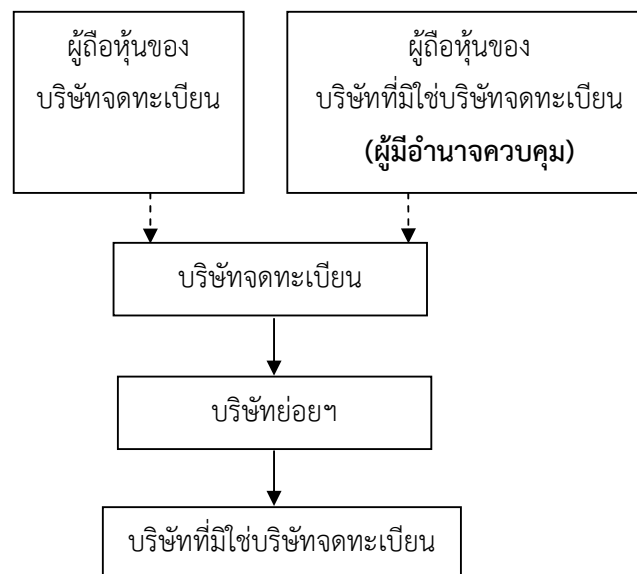 ผู้ถือหุ้นของ
บริษัทจดทะเบียน
ผู้ถือหุ้นของ
บริษัทที่มิใช่บริษัทจดทะเบียน
(ผู้มีอำนาจควบคุม)
บริษัทจดทะเบียน
บริษัทย่อยฯ
บริษัทที่มิใช่บริษัทจดทะเบียน